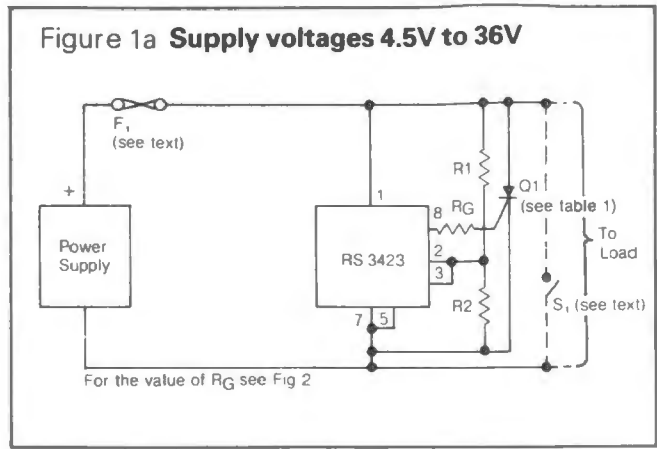 Figure 1a Supply voltages 4.5V to 36V
F1
(see text)
+
1
R1
Q1
(see table 1)
8 RG
To
Load
Power
Supply
RS 3423
2
3
R2
S1 (see text)
7 5
For the value of RG see Fig 2